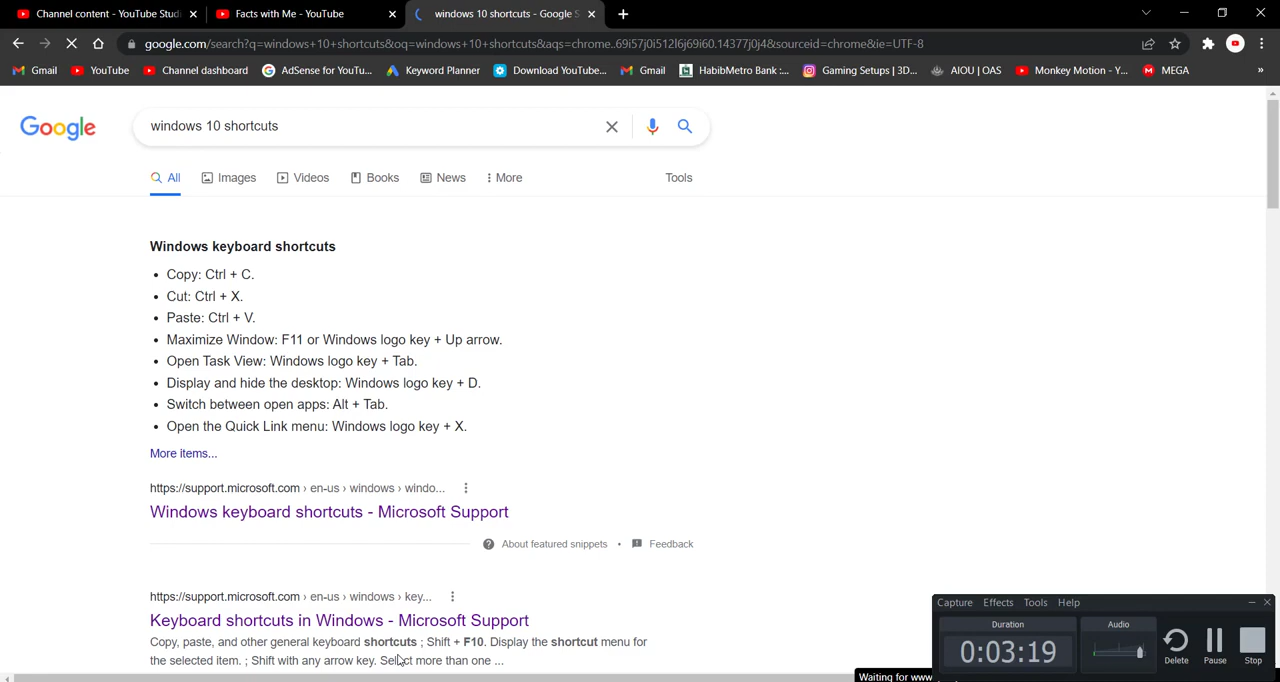 Channel content - YouTube Studi
Facts with Me - YouTube
windows 10 shortcuts - Google S
google.com/search?q=windows+10+shortcuts&oq=windows+10+shortcuts&aqs=chrome..69i57j0i512l6j69i60.14377j0j4&sourceid=chrome&ie=UTF-8
Gmail YouTube Channel dashboard AdSense for YouTu... Keyword Planner Download YouTube... Gmail HabibMetro Bank :... Gaming Setups | 3D... AIOU | OAS Monkey Motion - Y... MEGA »
Google
windows 10 shortcuts
All Images Videos Books News More Tools
Windows keyboard shortcuts
• Copy: Ctrl + C.
• Cut: Ctrl + X.
• Paste: Ctrl + V.
• Maximize Window: F11 or Windows logo key + Up arrow.
• Open Task View: Windows logo key + Tab.
• Display and hide the desktop: Windows logo key + D.
• Switch between open apps: Alt + Tab.
• Open the Quick Link menu: Windows logo key + X.
More items...
https://support.microsoft.com › en-us › windows › windo...
Windows keyboard shortcuts - Microsoft Support
About featured snippets • Feedback
https://support.microsoft.com › en-us › windows › key...
Keyboard shortcuts in Windows - Microsoft Support
Copy, paste, and other general keyboard shortcuts ; Shift + F10. Display the shortcut menu for
the selected item. ; Shift with any arrow key. Select more than one ...
Capture Effects Tools Help
Duration
Audio
0:03:19
Delete Pause Stop
Waiting for www